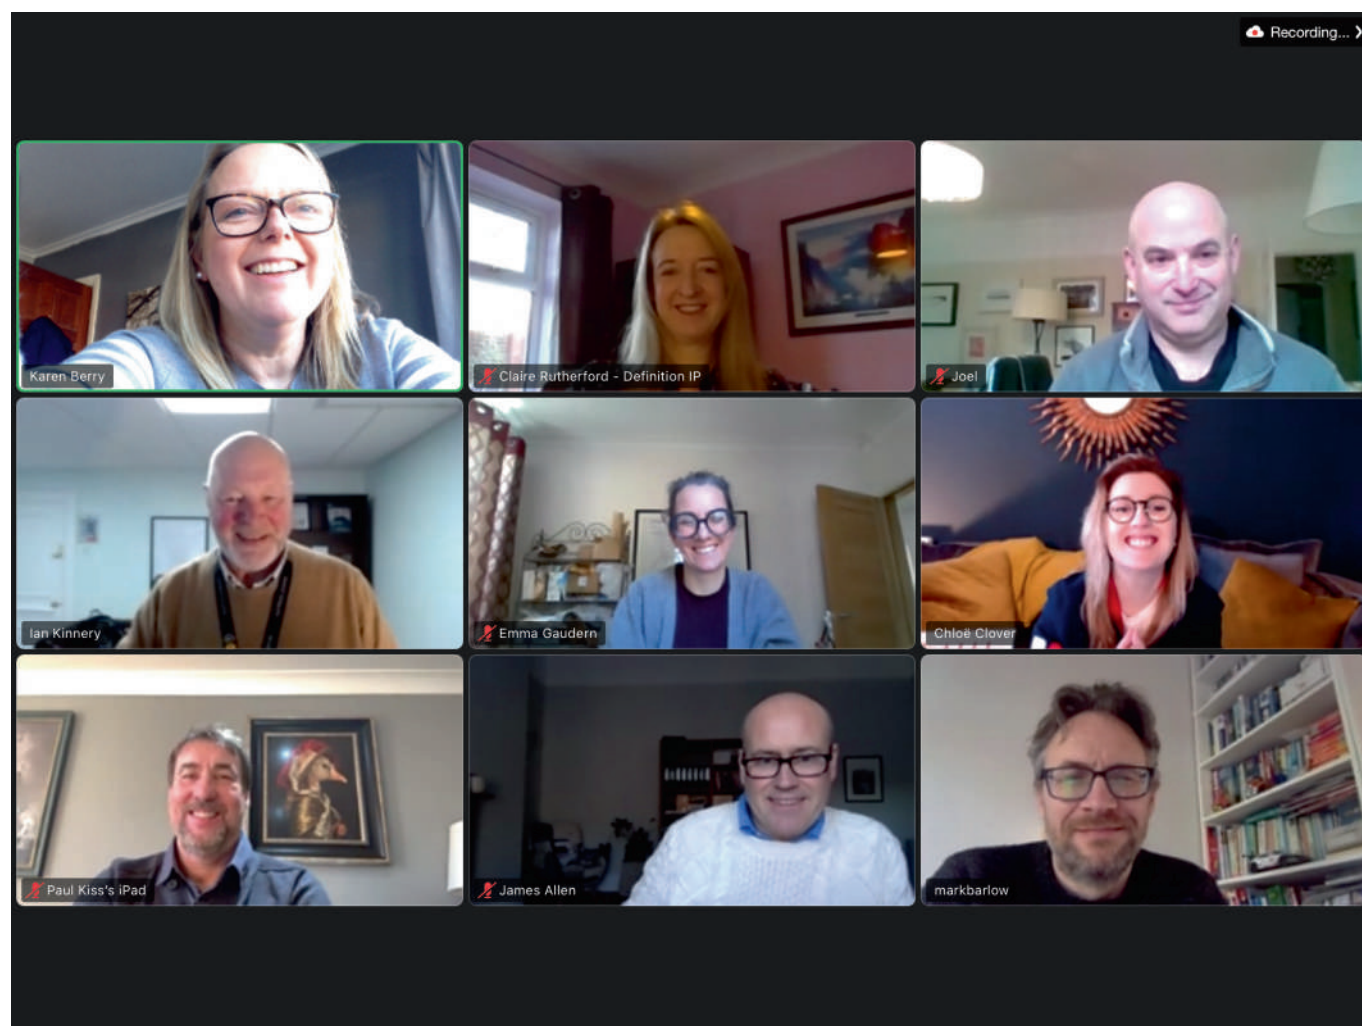 Recording...
Karen Berry
Claire Rutherford - Definition IP
Joel
Ian Kinnery
Emma Gaudern
Chloë Clover
Paul Kiss's iPad
James Allen
markbarlow